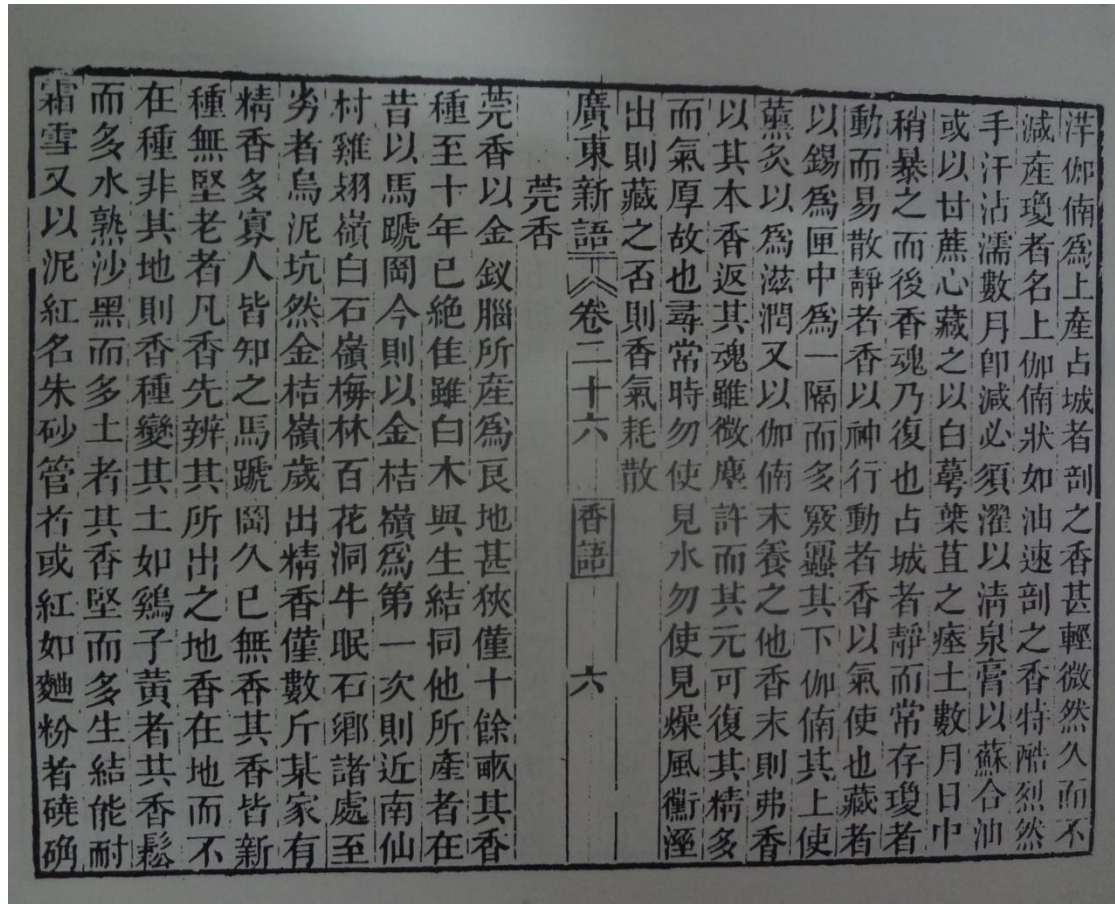 洋伽㑲爲上產占城者剖之香甚輕微然久而不
減產瓊者名上伽㑲狀如油速剖之香特酷烈然
手汗沾濡數月卽減必須濯以清泉膏以蘇合油
或以甘蔗心藏之以白萼葉苴之瘞土數月日中
稍暴之而後香魂乃復也占城者靜而常存瓊者
動而易散靜者香以神行動者香以氣使也藏者
以錫爲匣中爲一隔而多竅蠶其下伽㑲其上使
薰炙以爲滋潤又以伽㑲末養之他香末則弗香
以其本香返其魂雖微塵許而其元可復其精多
而氣厚故也尋常時勿使見水勿使見燥風黴溼
出則藏之否則香氣耗散
廣東新語 卷二十六 香語 六
莞香
莞香以金釵腦所產爲良地甚狹僅十餘畝其香
種至十年已絕佳雖白木與生結同他所產者在
昔以馬蹏岡今則以金桔嶺爲第一次則近南仙
村雞翅嶺白石嶺梅林百花洞牛眠石鄕諸處至
劣者烏泥坑然金桔嶺歲出精香僅數斤某家有
精香多寡人皆知之馬蹏岡久已無香其香皆新
種無堅老者凡香先辨其所出之地香在地而不
在種非其地則香種變其土如鷄子黃者其香鬆
而多水熟沙黑而多土者其香堅而多生結能耐
霜雪又以泥紅名朱砂管者或紅如麯粉者磽确